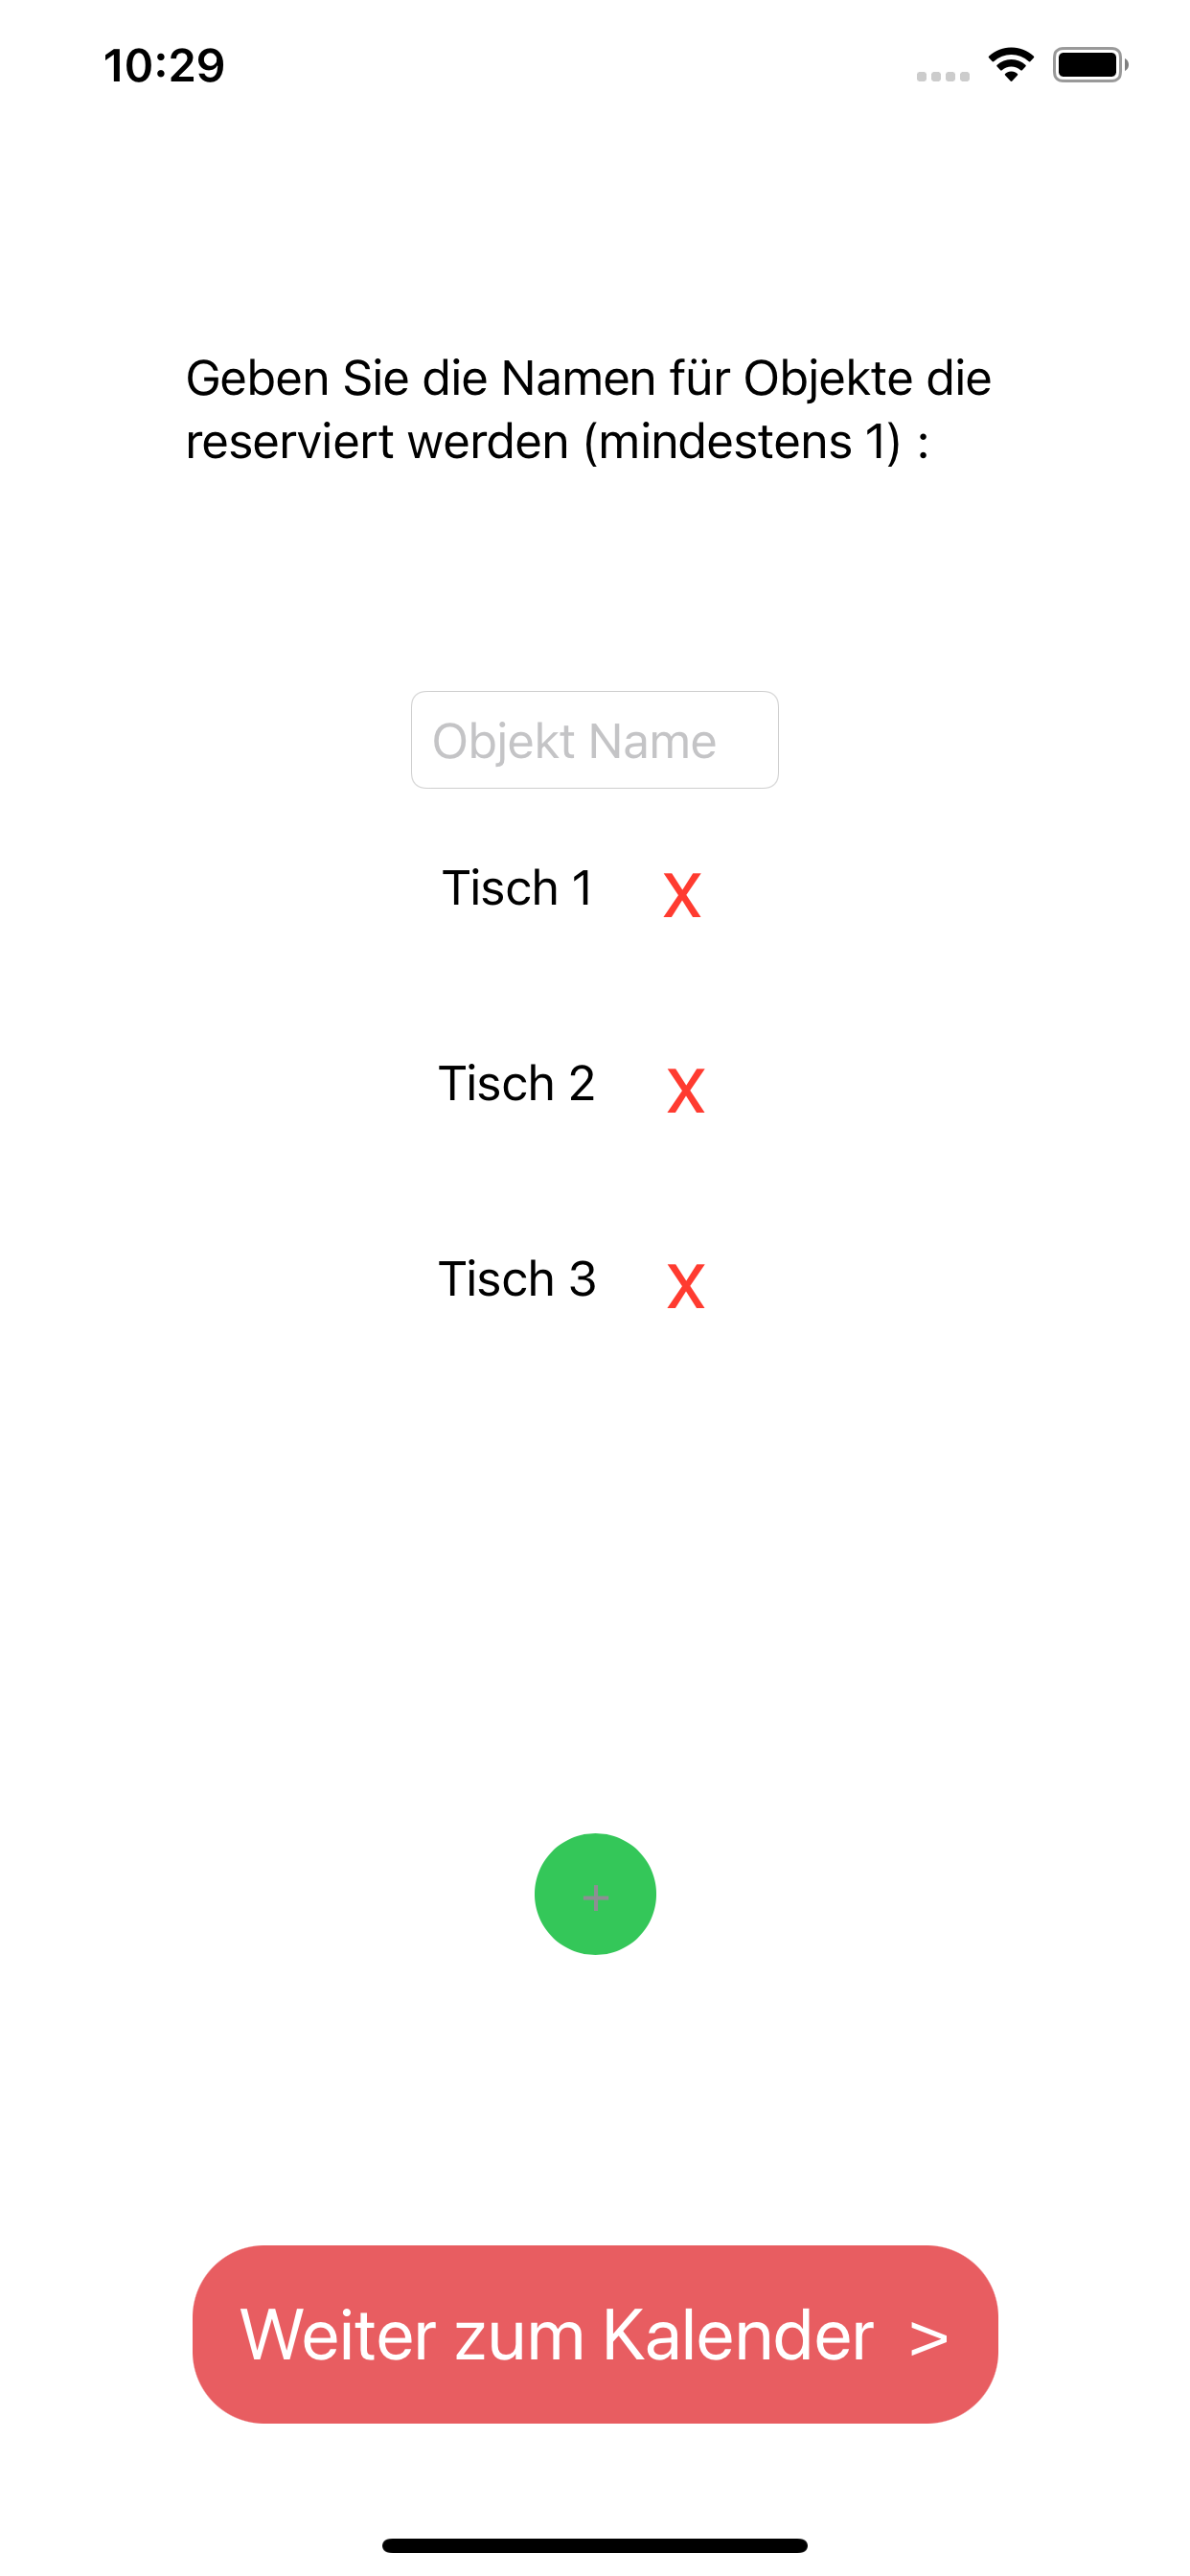 10:29
Geben Sie die Namen für Objekte die
reserviert werden (mindestens 1) :
Objekt Name
Tisch 1 X
Tisch 2 X
Tisch 3 X
+
Weiter zum Kalender >